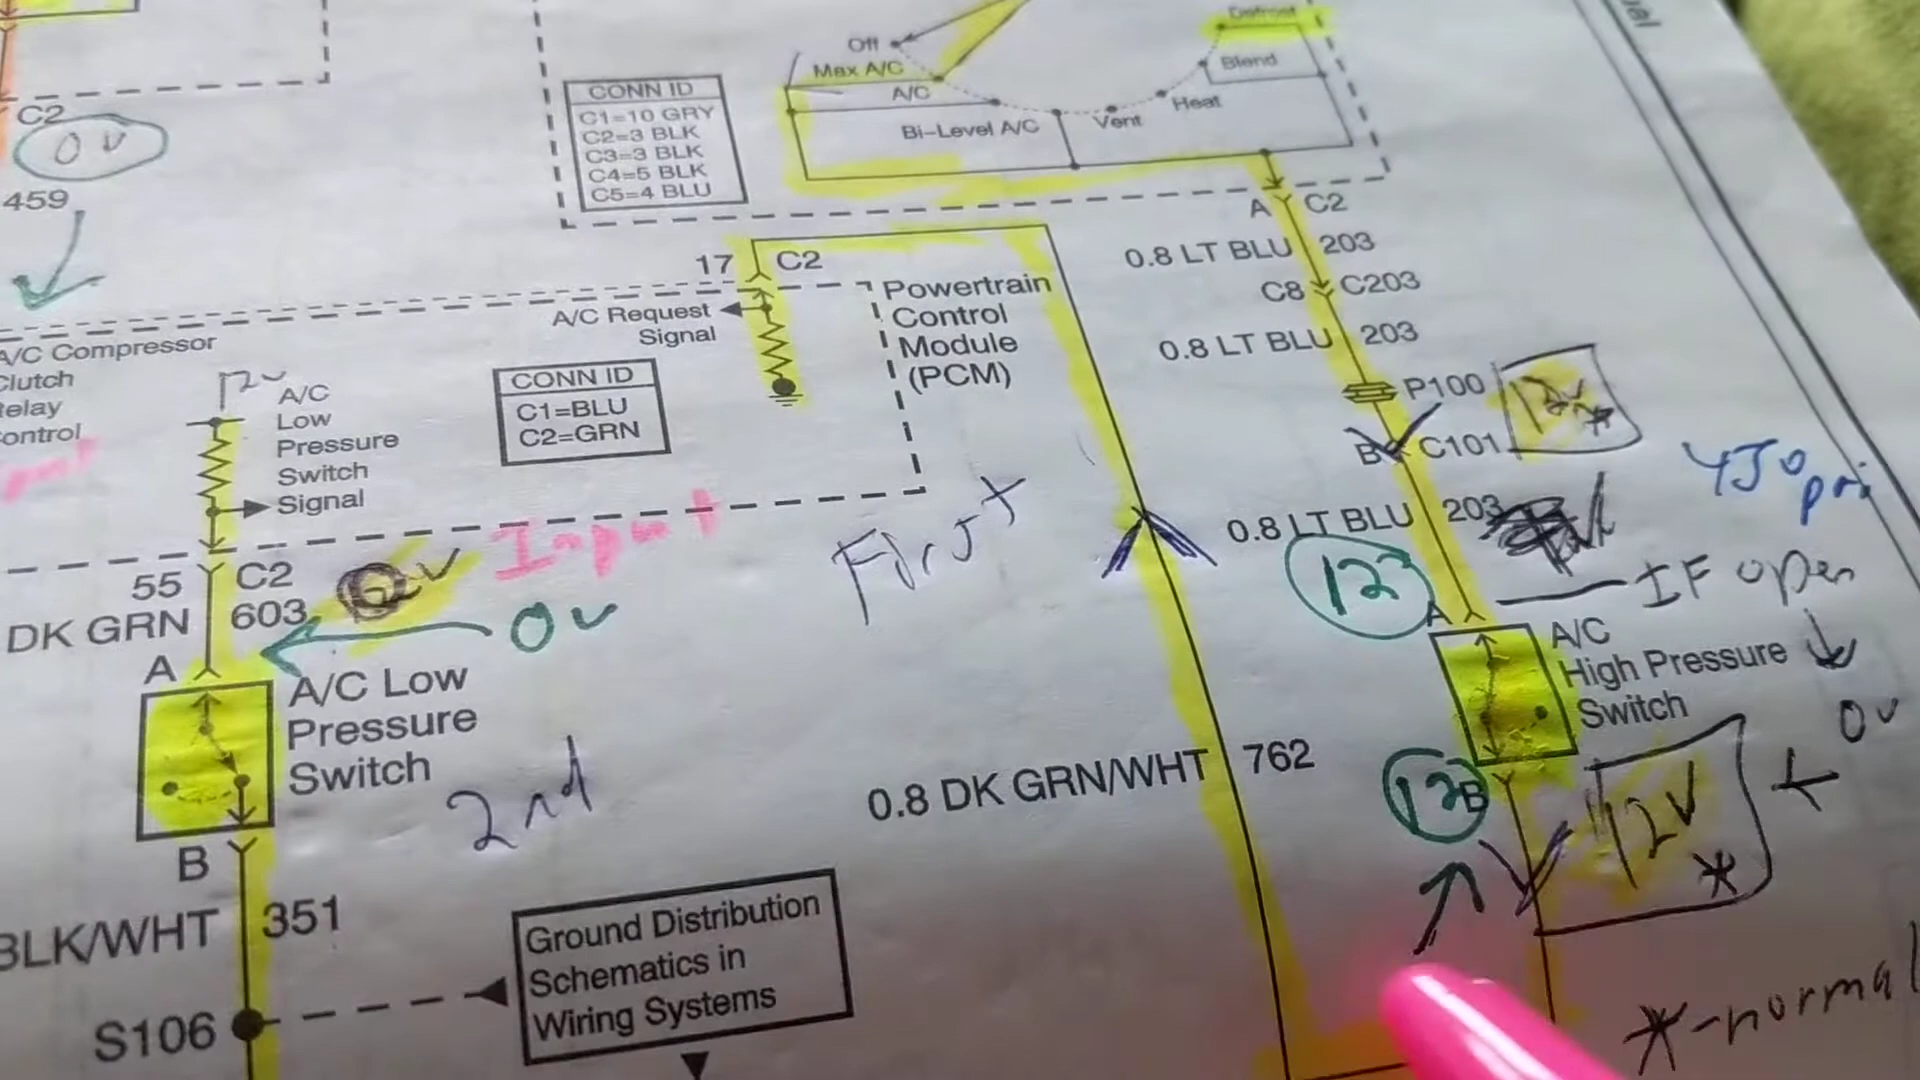 C2
0 V
459
CONN ID
C1=10 GRY
C2=3 BLK
C3=3 BLK
C4=5 BLK
C5=4 BLU
Off
Max A/C
A/C
Bi-Level A/C
Vent
Heat
Blend
Defrost
A C2
0.8 LT BLU 203
C8 C203
0.8 LT BLU 203
P100
B C101
12v
*
0.8 LT BLU 203
IF open
0v
12
A
A/C
High Pressure
Switch
12
B
12V
*
*-normal
17 C2
A/C Request
Signal
Powertrain
Control
Module
(PCM)
CONN ID
C1=BLU
C2=GRN
A/C Compressor
Clutch
Relay
Control
12v
A/C
Low
Pressure
Switch
Signal
Input
First
55 C2
DK GRN 603
0v
A
A/C Low
Pressure
Switch
2nd
B
BLK/WHT 351
S106
Ground Distribution
Schematics in
Wiring Systems
0.8 DK GRN/WHT 762